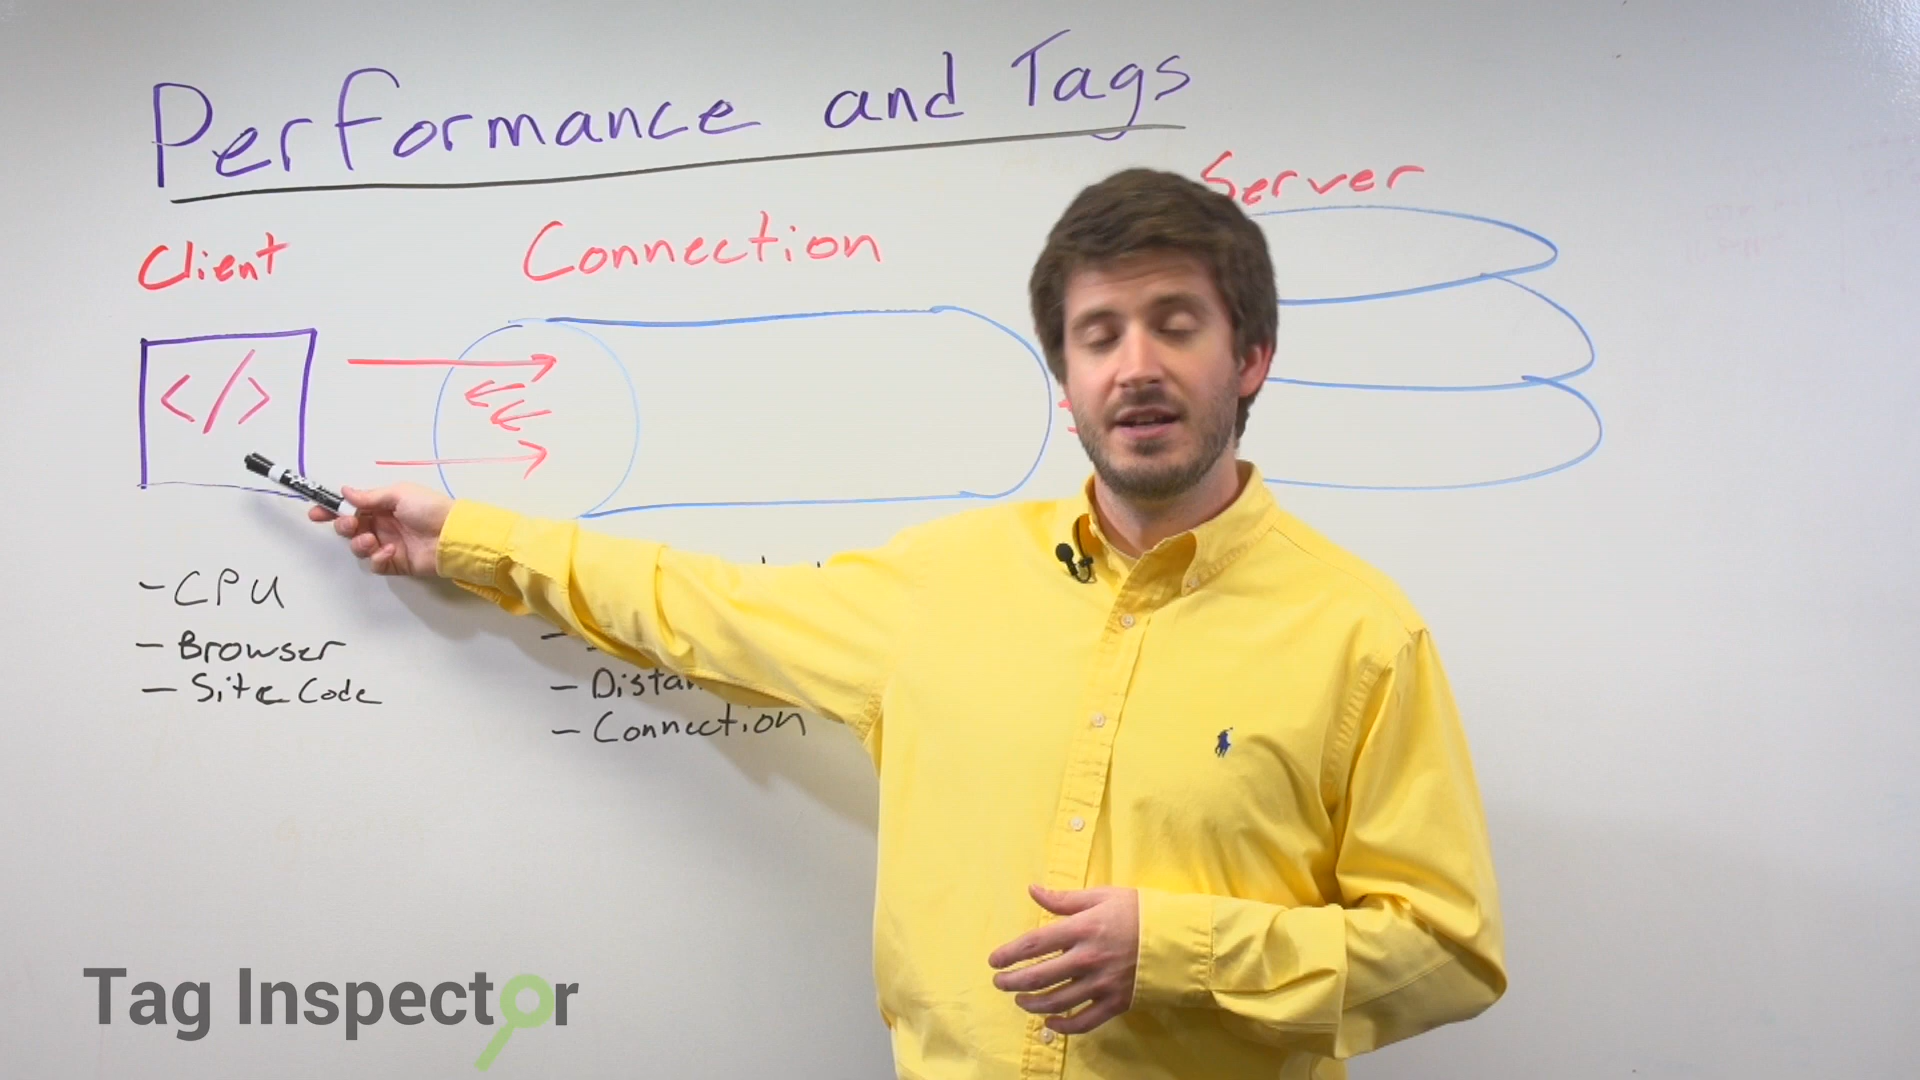 Performance and Tags
Server
Client
Connection
</>
- CPU
- Browser
- Site Code
- Connection
Tag Inspector